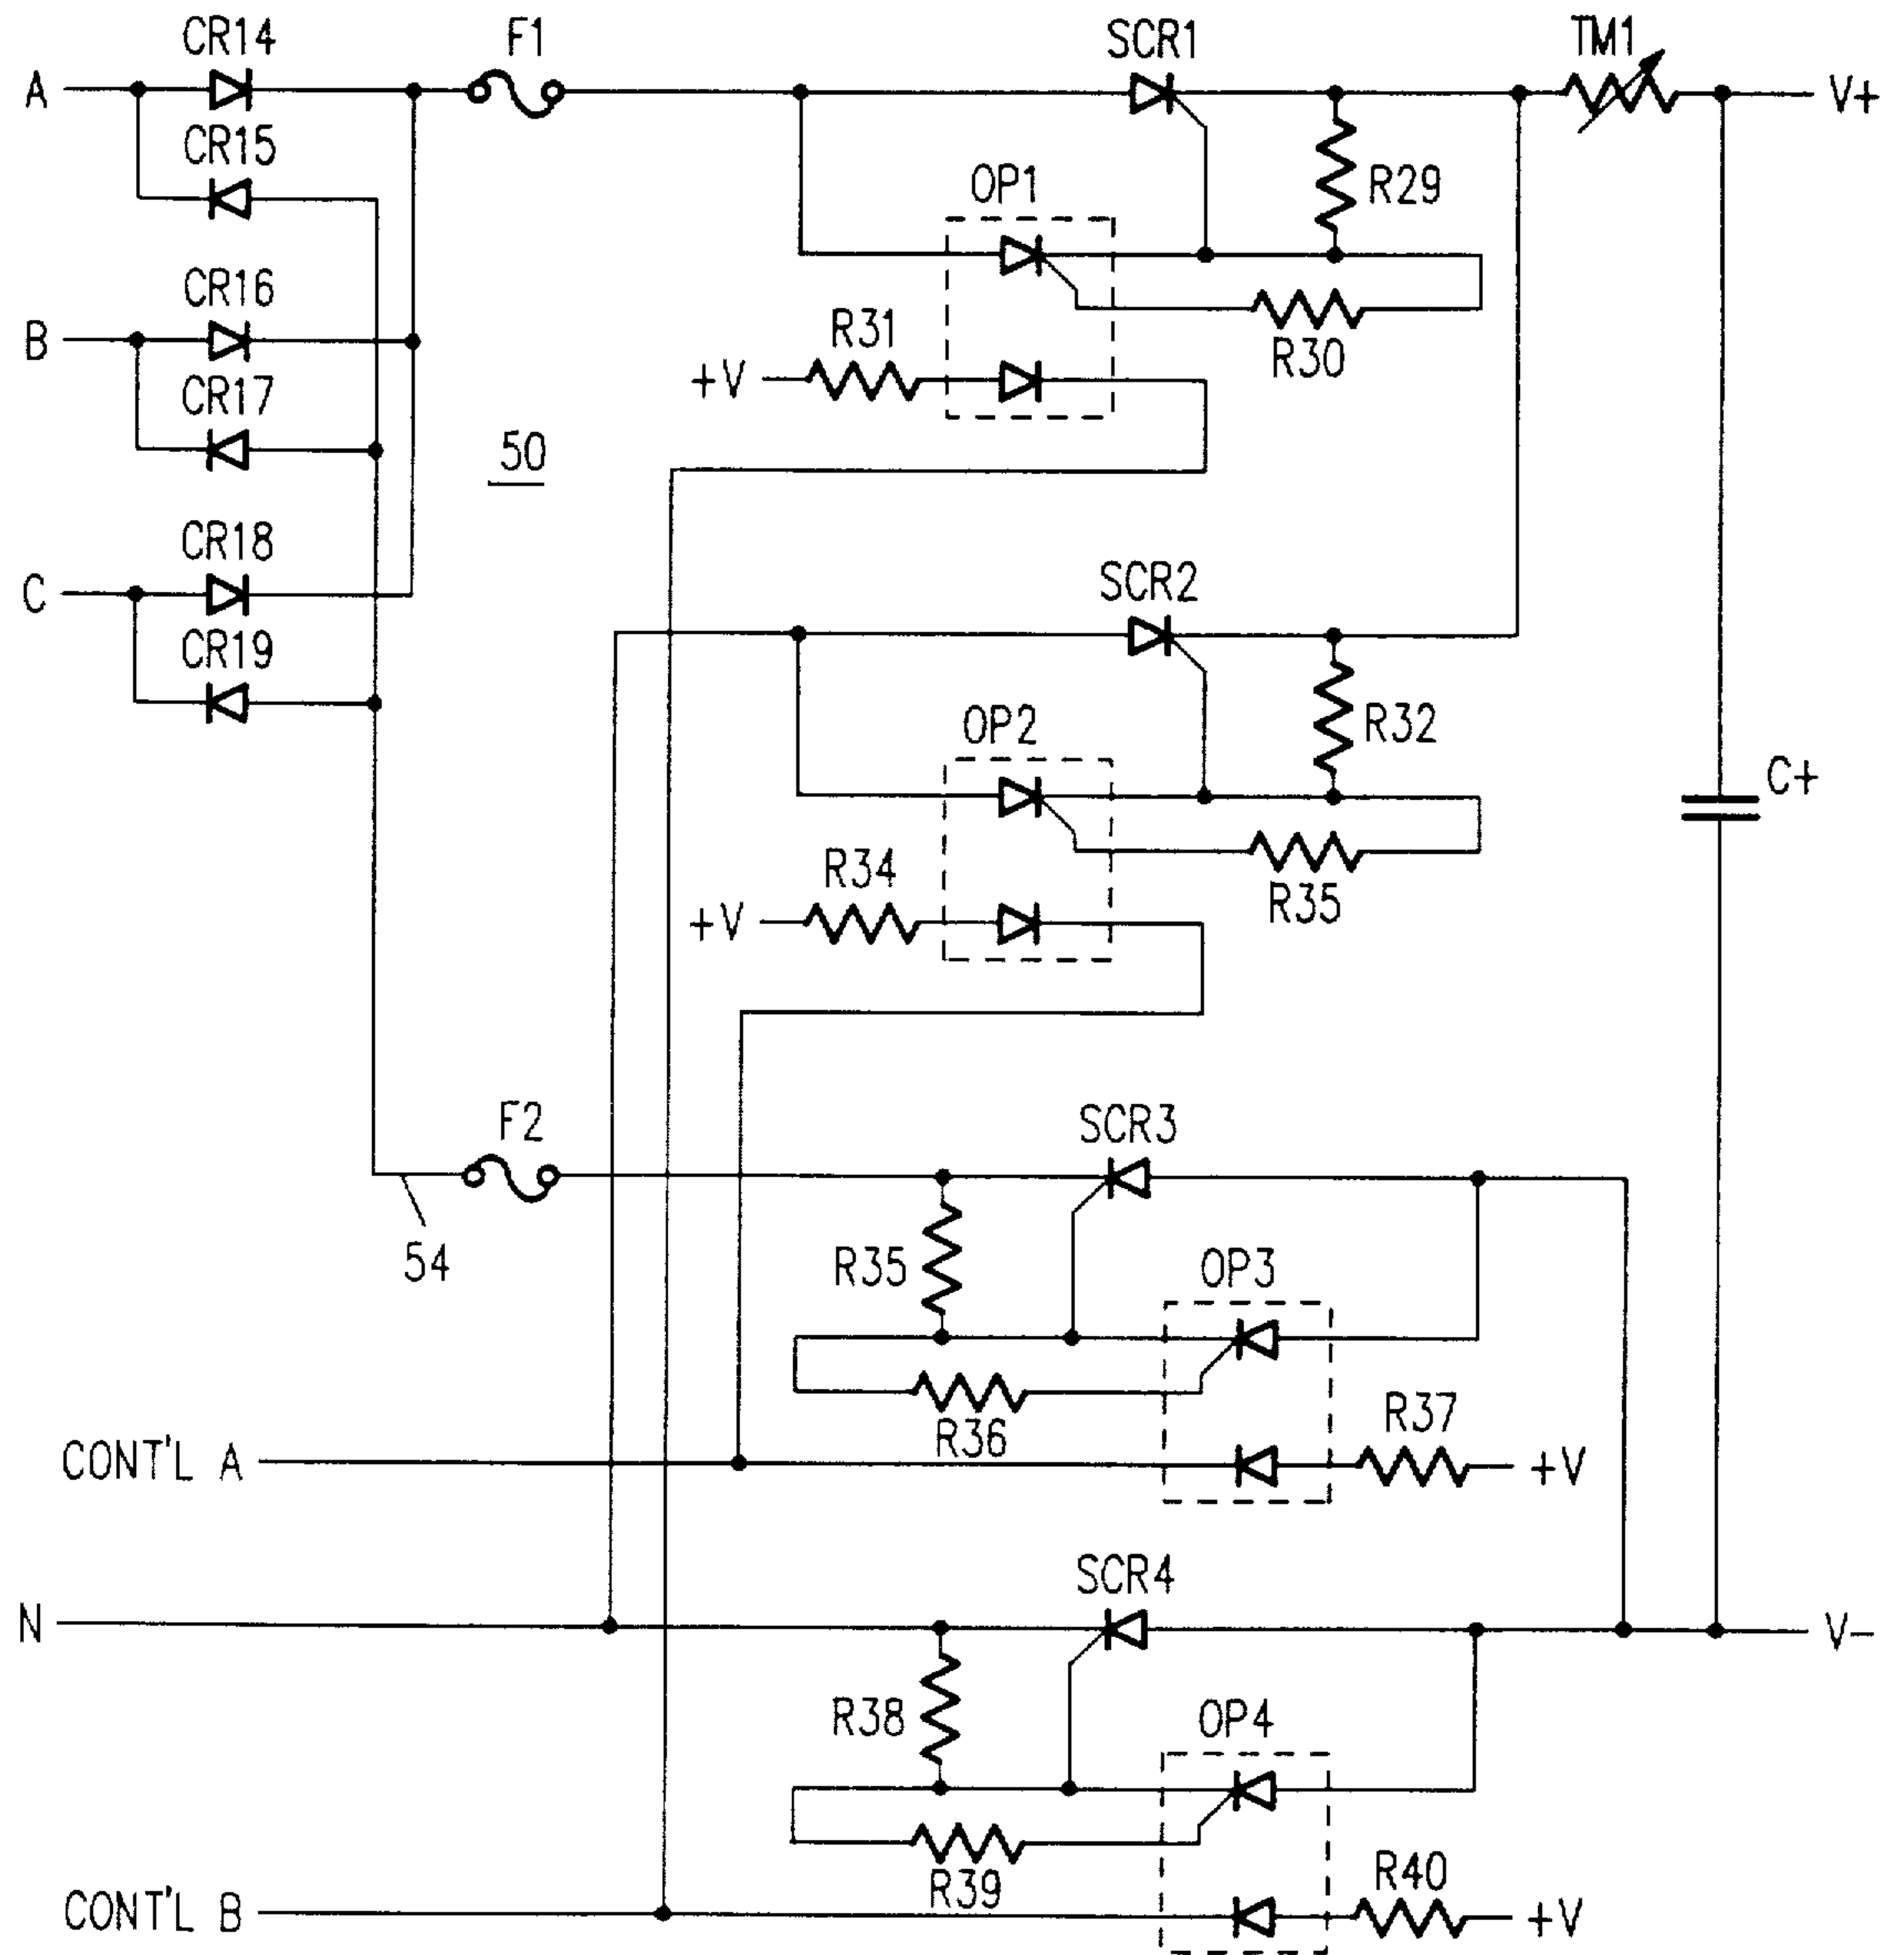 CR14
F1
SCR1
TM1
A
V+
CR15
OP1
R29
CR16
B
R31
R30
+V
CR17
50
CR18
C
SCR2
CR19
OP2
R32
C+
R34
R35
+V
F2
SCR3
54
R35
OP3
R37
R36
CONT'L A
+V
SCR4
N
V-
R38
OP4
R39
R40
CONT'L B
+V